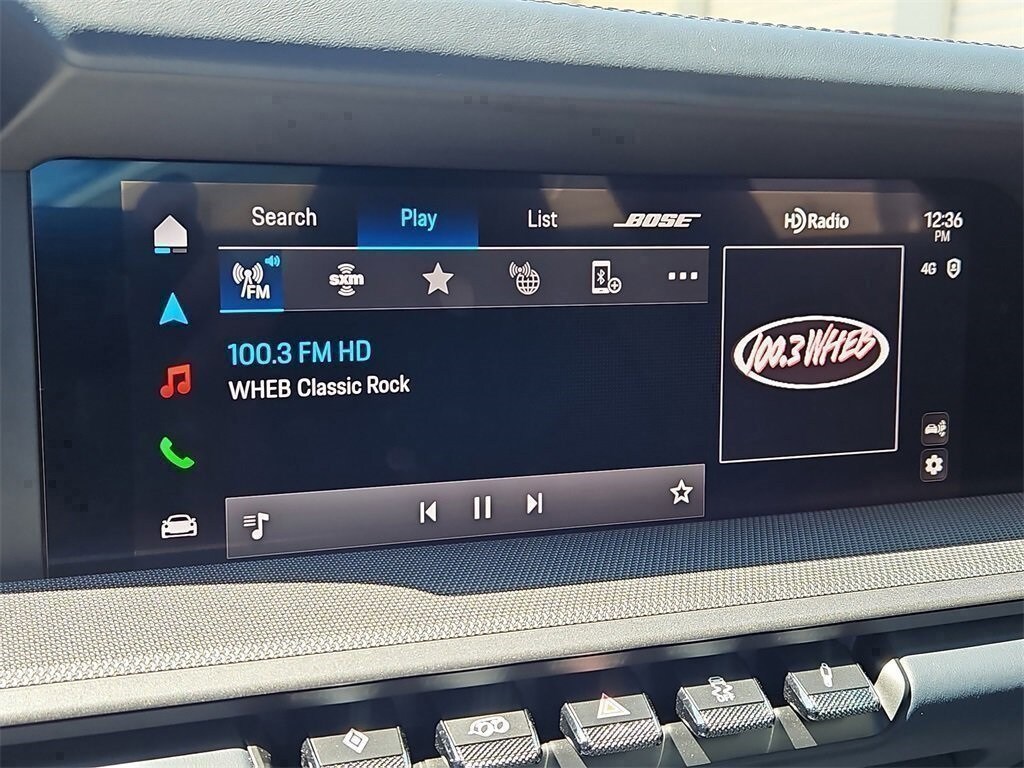 Search Play List BOSE HD Radio 12:36
PM
FM sxm 4G
100.3 FM HD
WHEB Classic Rock
100.3 WHEB